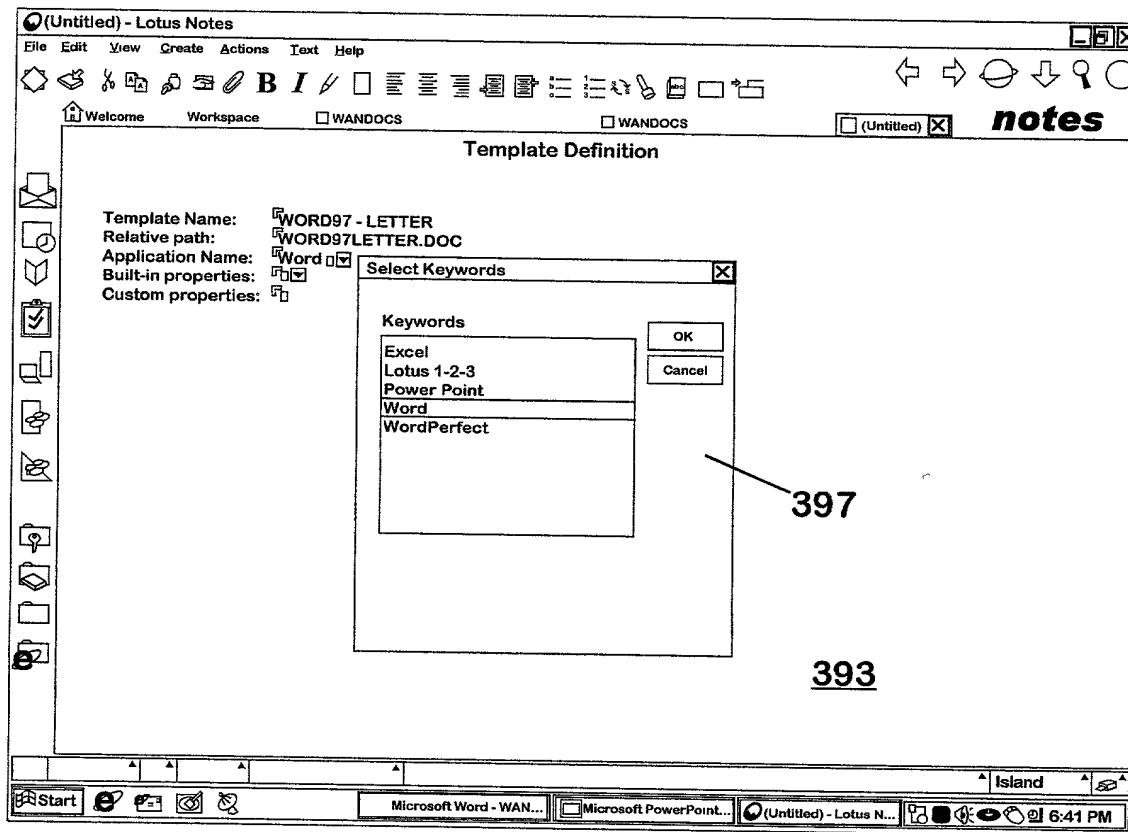 (Untitled) - Lotus Notes
File Edit View Create Actions Text Help
B I
Welcome Workspace WANDOCS WANDOCS (Untitled) notes
Template Definition
Template Name: WORD97 - LETTER
Relative path: WORD97LETTER.DOC
Application Name: Word
Built-in properties:
Custom properties:
Select Keywords
Keywords
Excel
Lotus 1-2-3
Power Point
Word
WordPerfect
OK
Cancel
397
393
Island
Start Microsoft Word - WAN... Microsoft PowerPoint... (Untitled) - Lotus N... 6:41 PM